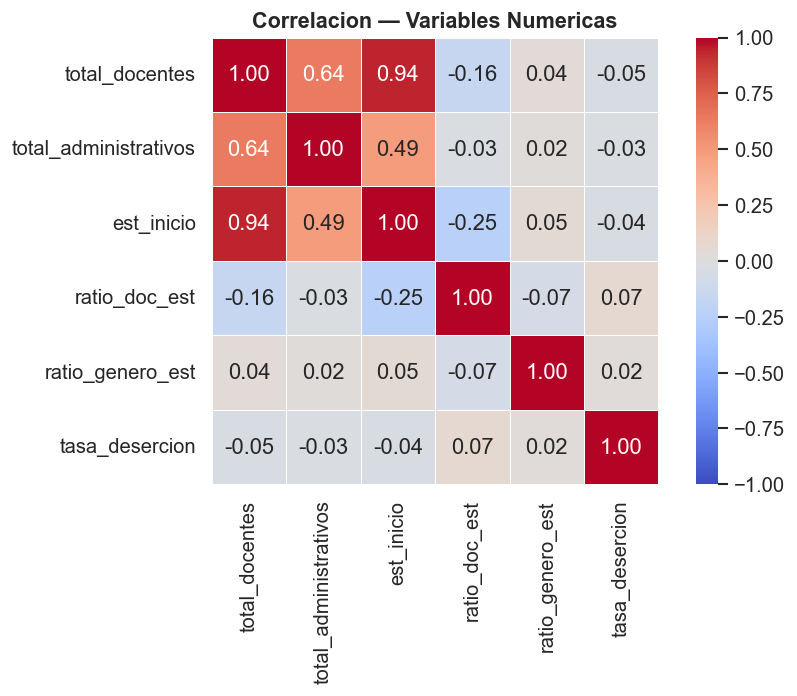 Correlacion — Variables Numericas
total_docentes 1.00 0.64 0.94 -0.16 0.04 -0.05
total_administrativos 0.64 1.00 0.49 -0.03 0.02 -0.03
est_inicio 0.94 0.49 1.00 -0.25 0.05 -0.04
ratio_doc_est -0.16 -0.03 -0.25 1.00 -0.07 0.07
ratio_genero_est 0.04 0.02 0.05 -0.07 1.00 0.02
tasa_desercion -0.05 -0.03 -0.04 0.07 0.02 1.00
total_docentes
total_administrativos
est_inicio
ratio_doc_est
ratio_genero_est
tasa_desercion
1.00
0.75
0.50
0.25
0.00
−0.25
−0.50
−0.75
−1.00